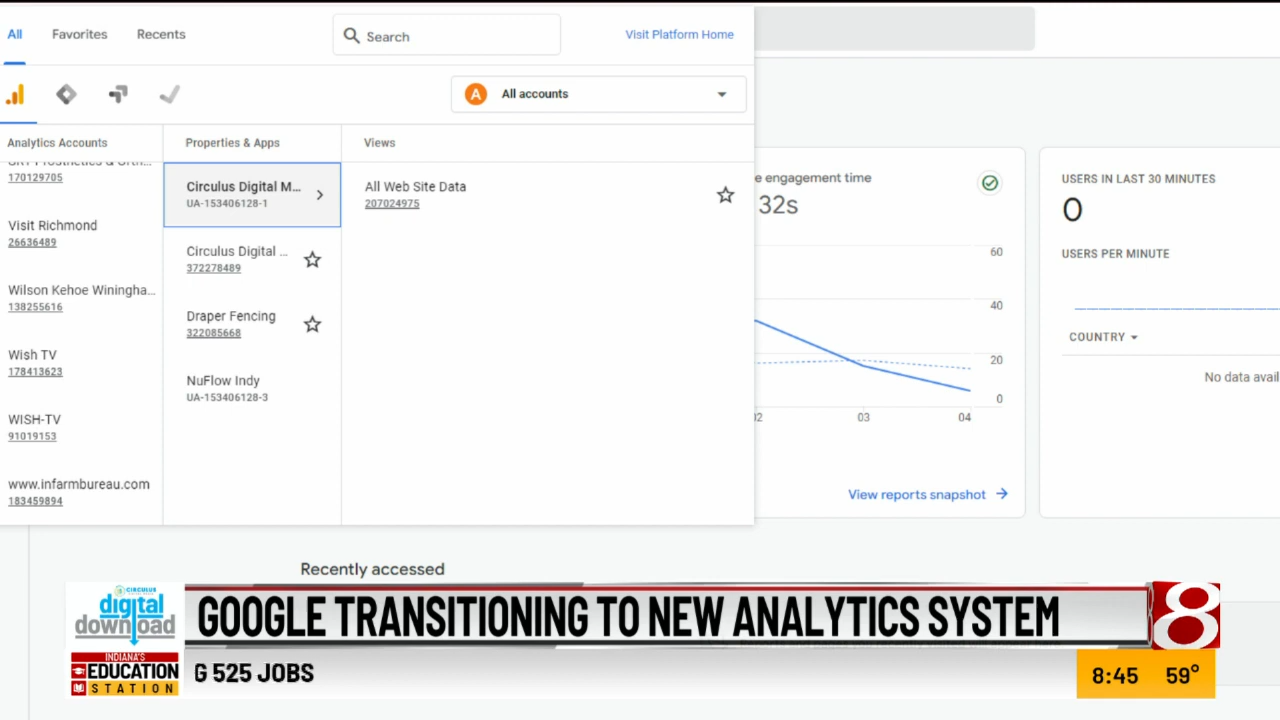 All Favorites Recents Search Visit Platform Home
All accounts
A
Analytics Accounts Properties & Apps Views
170129705
Visit Richmond
26636489
Wilson Kehoe Wininga...
138255616
Wish TV
178413623
WISH-TV
91019153
www.infarmbureau.com
183459894
Circulus Digital M...
UA-153406128-1
Circulus Digital ...
372278489
Draper Fencing
322085668
NuFlow Indy
UA-153406128-3
All Web Site Data
207024975
e engagement time
32s
60
40
20
0
02 03 04
View reports snapshot
USERS IN LAST 30 MINUTES
0
USERS PER MINUTE
COUNTRY
No data avail
Recently accessed
CIRCULUS
digital
download
GOOGLE TRANSITIONING TO NEW ANALYTICS SYSTEM
8
INDIANA'S
EDUCATION
STATION
G 525 JOBS
8:45 59°